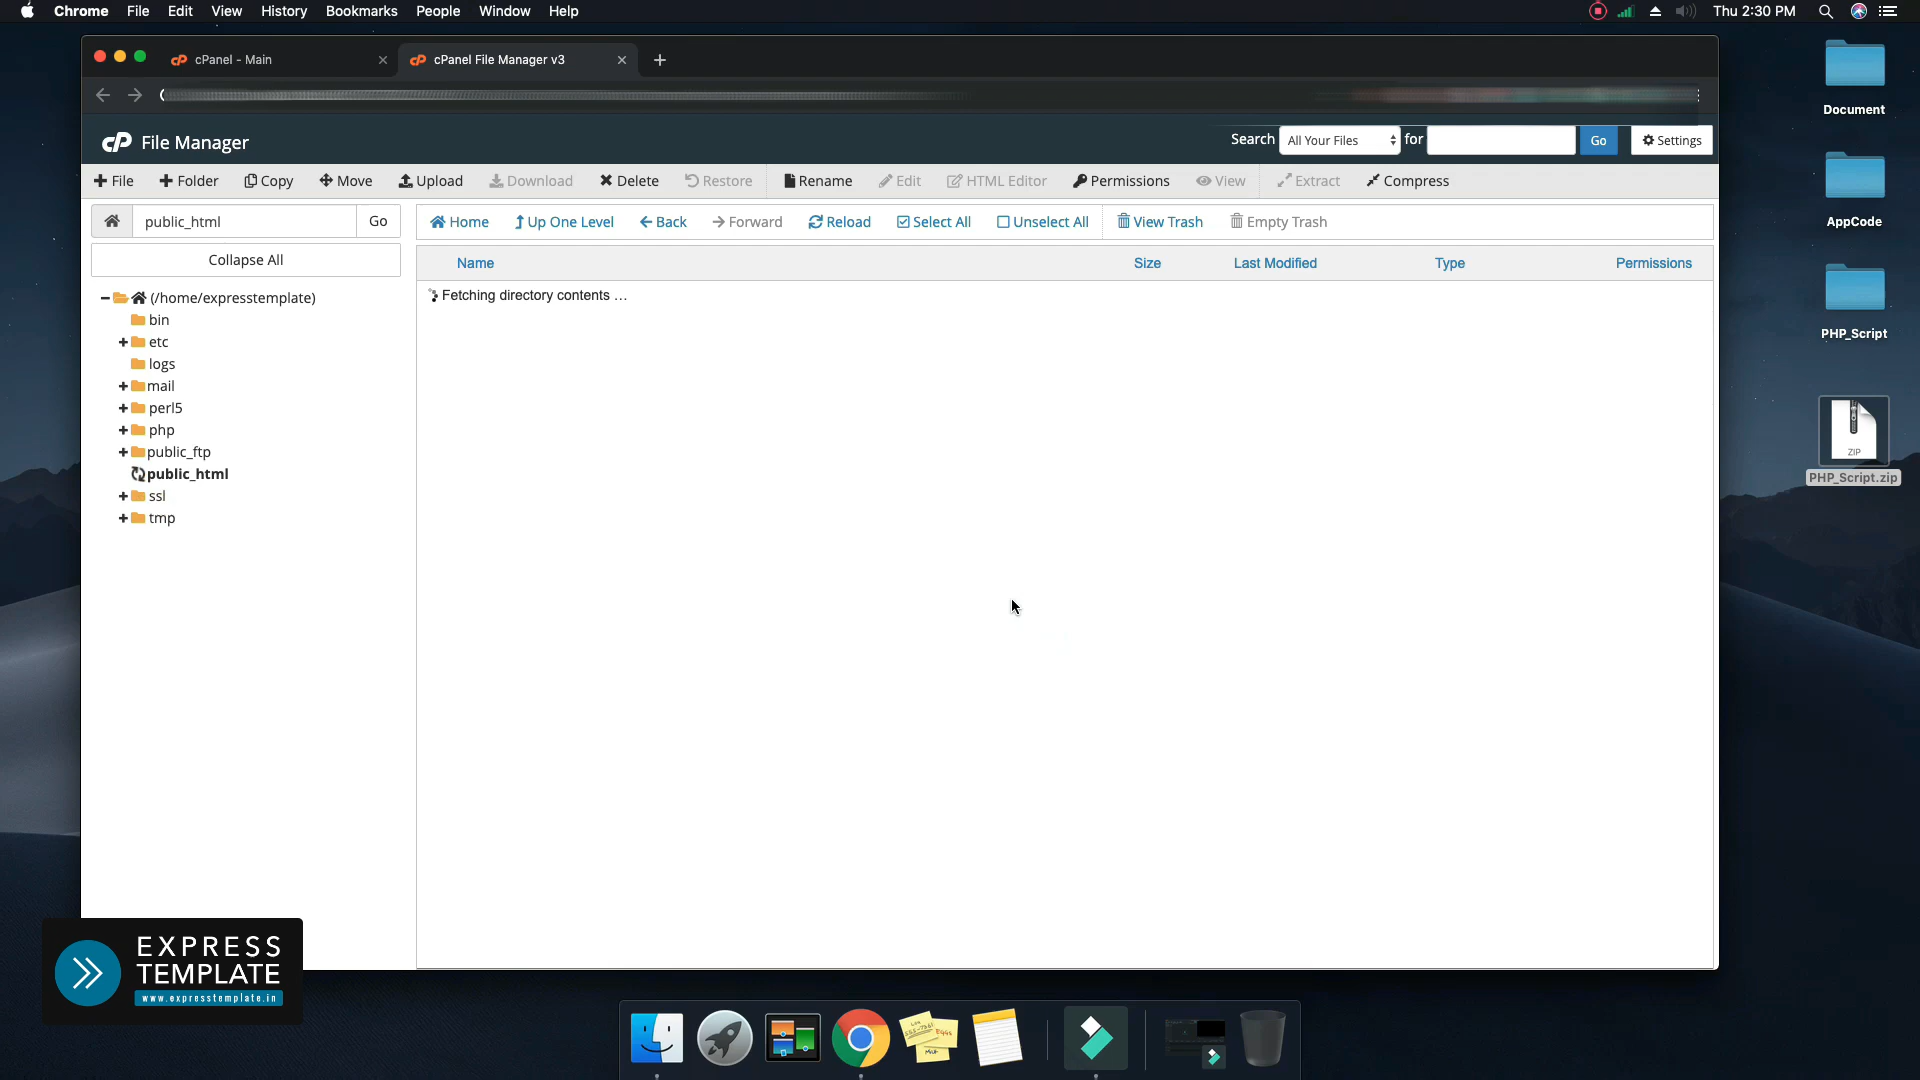 Chrome File Edit View History Bookmarks People Window Help
Thu 2:30 PM
cPanel - Main
cPanel File Manager v3
cP File Manager
Search All Your Files for Go Settings
File Folder Copy Move Upload Download Delete Restore Rename Edit HTML Editor Permissions View Extract Compress
public_html Go
Home Up One Level Back Forward Reload Select All Unselect All View Trash Empty Trash
Collapse All
Name Size Last Modified Type Permissions
Fetching directory contents ...
(/home/expresstemplate)
bin
etc
logs
mail
perl5
php
public_ftp
public_html
ssl
tmp
Document
AppCode
PHP_Script
ZIP
PHP_Script.zip
EXPRESS
TEMPLATE
www.expresstemplate.in